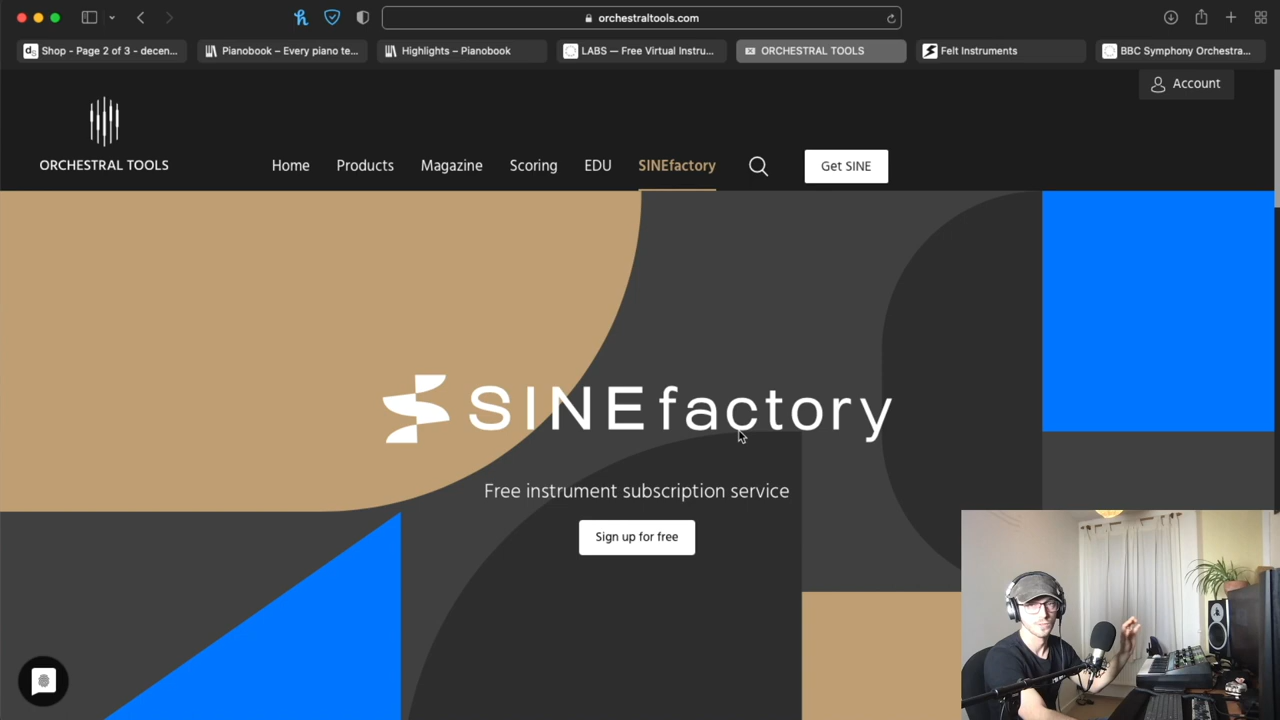 orchestraltools.com
Shop - Page 2 of 3 - decen...
Pianobook – Every piano te...
Highlights – Pianobook
LABS — Free Virtual Instru...
ORCHESTRAL TOOLS
Felt Instruments
BBC Symphony Orchestra...
Account
ORCHESTRAL TOOLS
Home
Products
Magazine
Scoring
EDU
SINEfactory
Get SINE
SINEfactory
Free instrument subscription service
Sign up for free